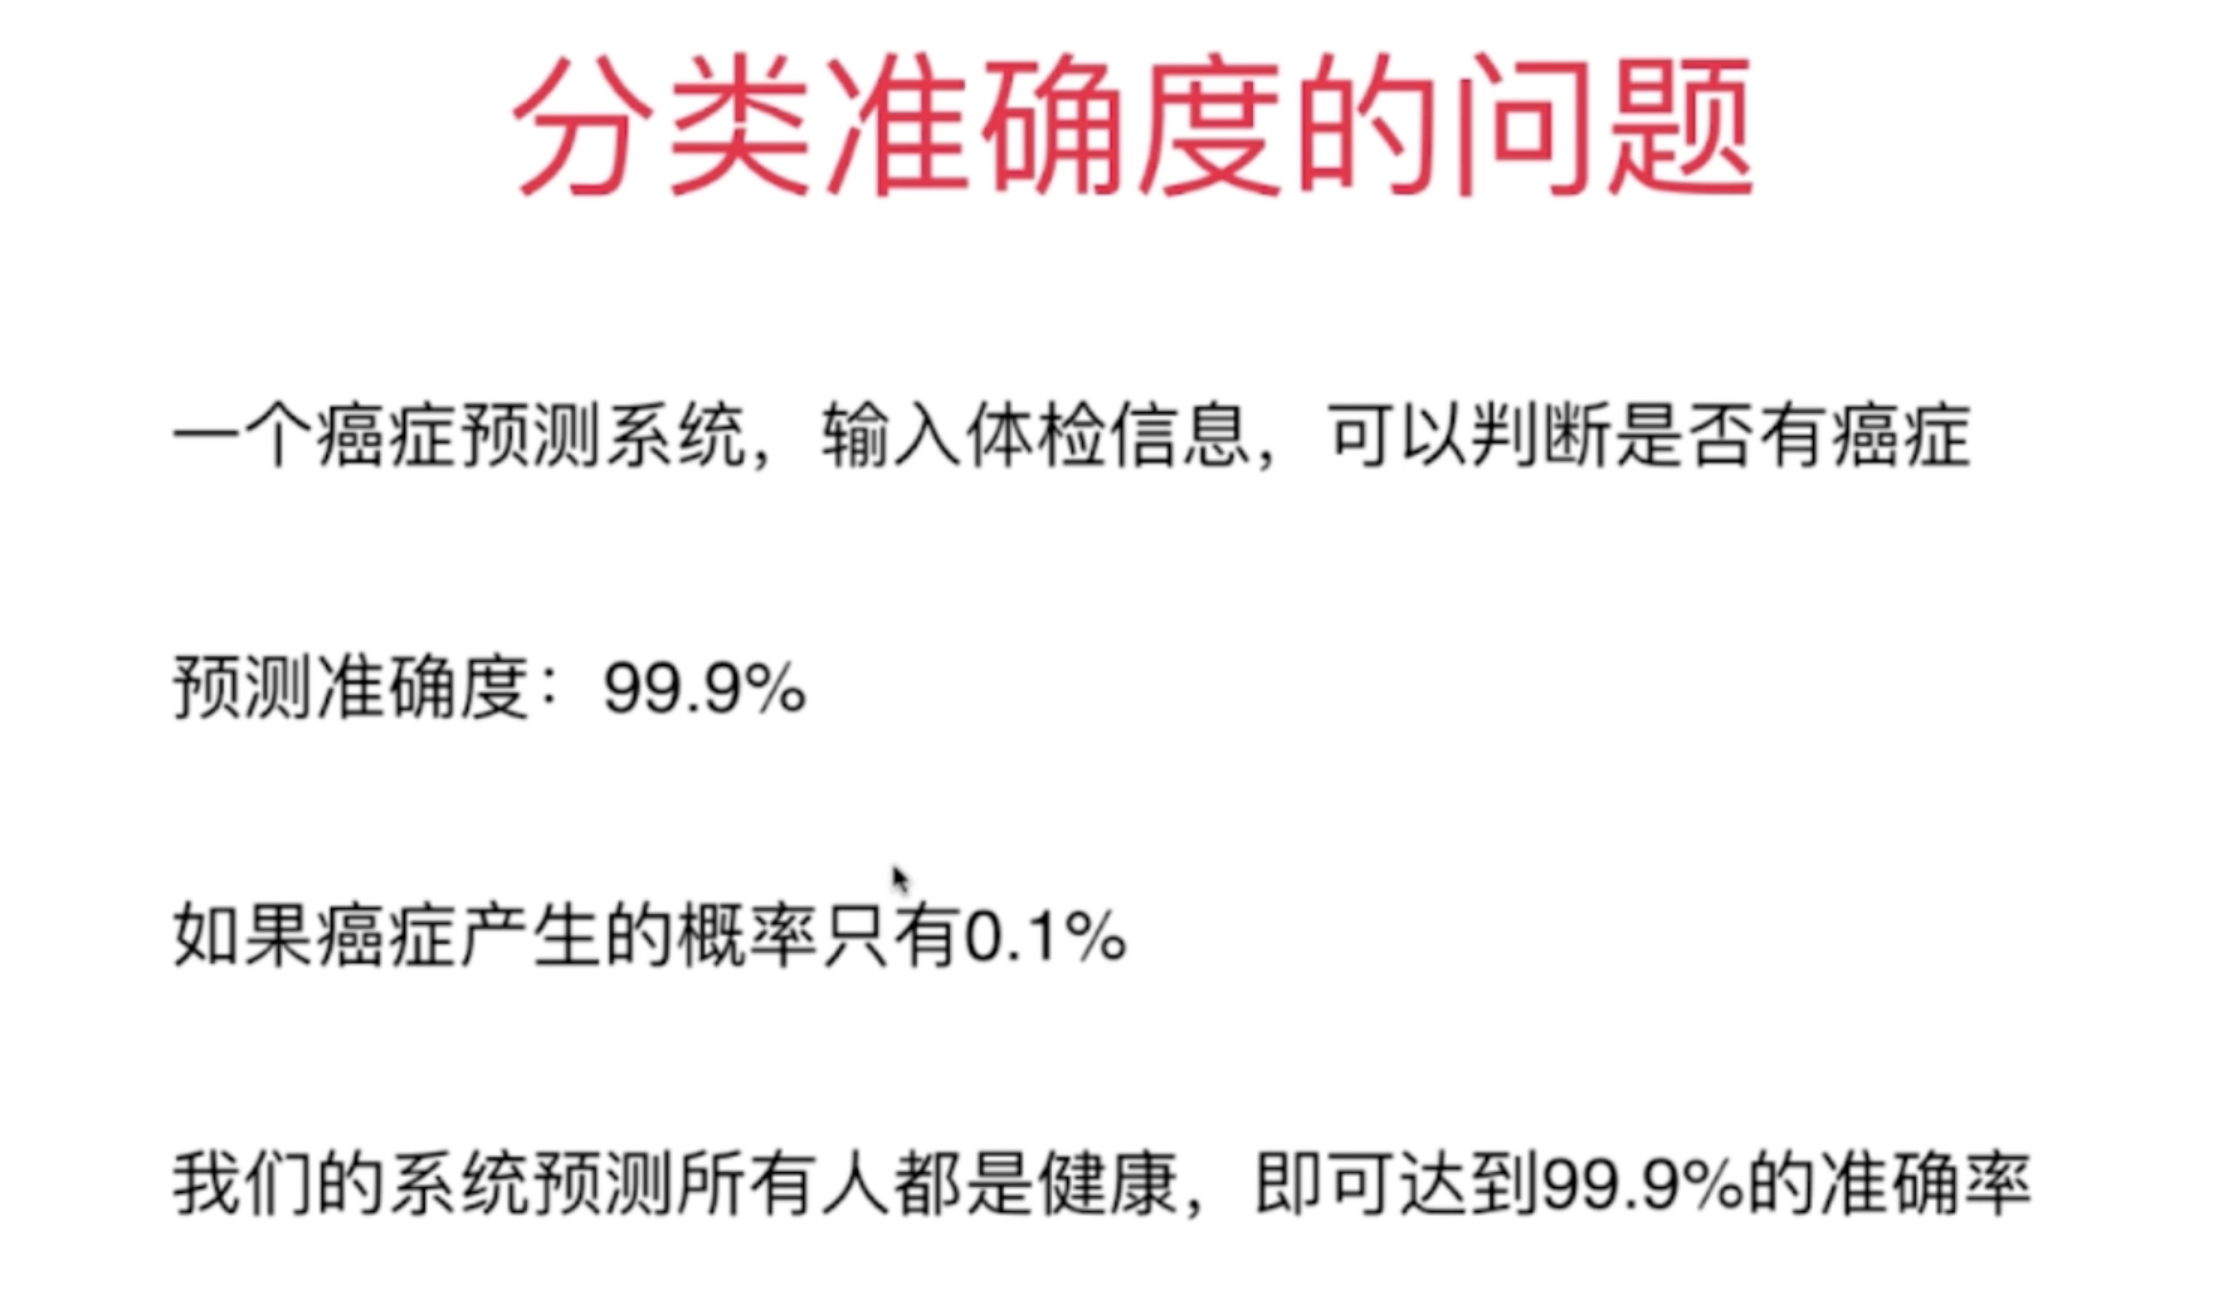 分类准确度的问题
一个癌症预测系统，输入体检信息，可以判断是否有癌症
预测准确度：99.9%
如果癌症产生的概率只有0.1%
我们的系统预测所有人都是健康，即可达到99.9%的准确率